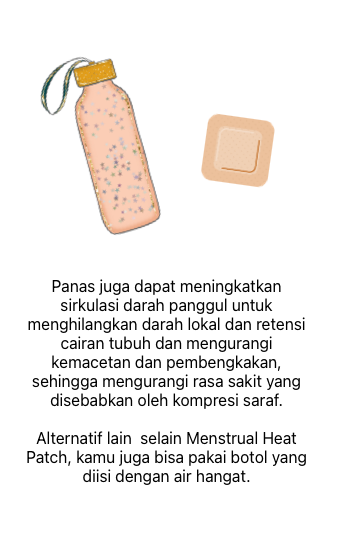 Panas juga dapat meningkatkan
sirkulasi darah panggul untuk
menghilangkan darah lokal dan retensi
cairan tubuh dan mengurangi
kemacetan dan pembengkakan,
sehingga mengurangi rasa sakit yang
disebabkan oleh kompresi saraf.
Alternatif lain  selain Menstrual Heat
Patch, kamu juga bisa pakai botol yang
diisi dengan air hangat.